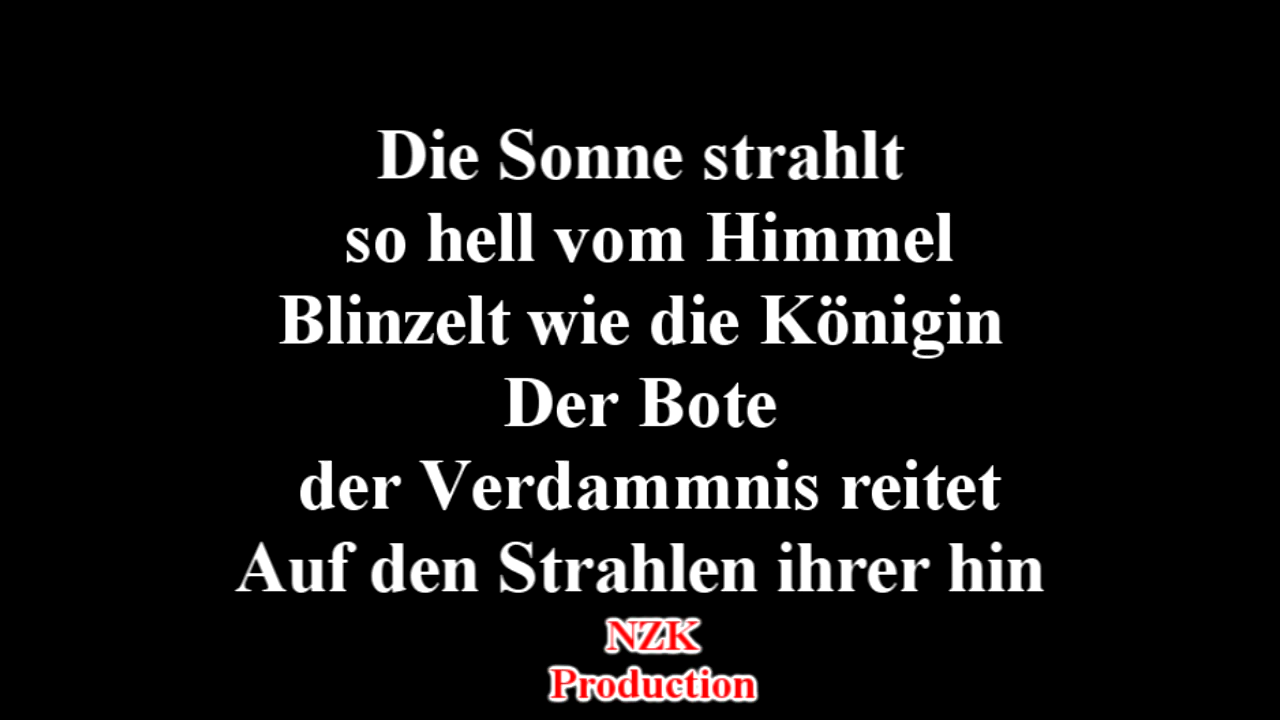 Die Sonne strahlt
so hell vom Himmel
Blinzelt wie die Königin
Der Bote
der Verdammnis reitet
Auf den Strahlen ihrer hin
NZK
Production